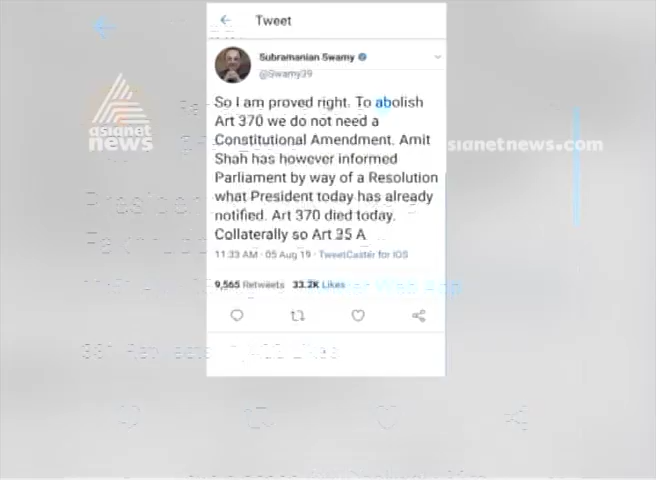 Tweet
Subramanian Swamy
@Swamy39
So I am proved right. To abolish
Art 370 we do not need a
Constitutional Amendment. Amit
Shah has however informed
Parliament by way of a Resolution
what President today has already
notified. Art 370 died today.
Collaterally so Art 35 A
11:33 AM · 05 Aug 19 · TweetCaster for iOS
9,565 Retweets 33.2K Likes
asianet
news
sianetnews.com